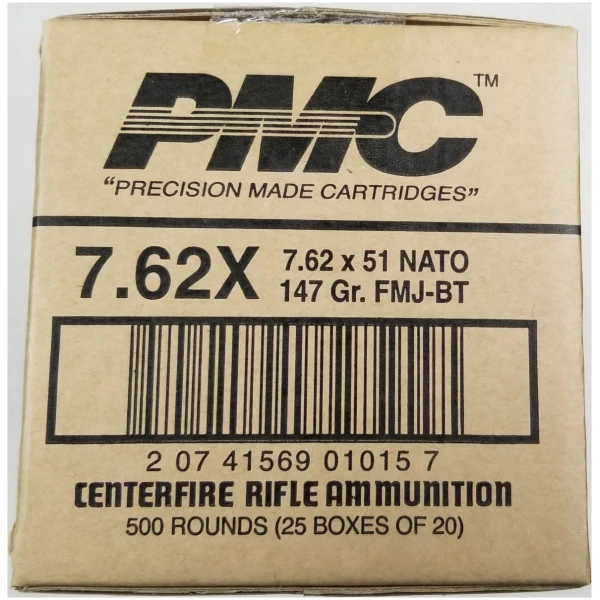 PMC™
"PRECISION MADE CARTRIDGES"
7.62X
7.62 x 51 NATO
147 Gr. FMJ-BT
2 07 41569 01015 7
CENTERFIRE RIFLE AMMUNITION
500 ROUNDS (25 BOXES OF 20)